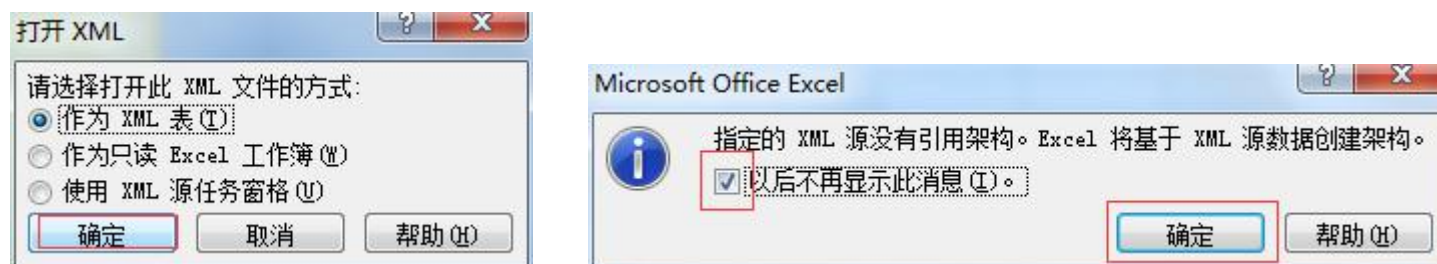 打开 XML
请选择打开此 XML 文件的方式:
作为 XML 表(T)
作为只读 Excel 工作簿(W)
使用 XML 源任务窗格(U)
确定
取消
帮助(H)
Microsoft Office Excel
指定的 XML 源没有引用架构。Excel 将基于 XML 源数据创建架构。
以后不再显示此消息(I)。
确定
帮助(H)